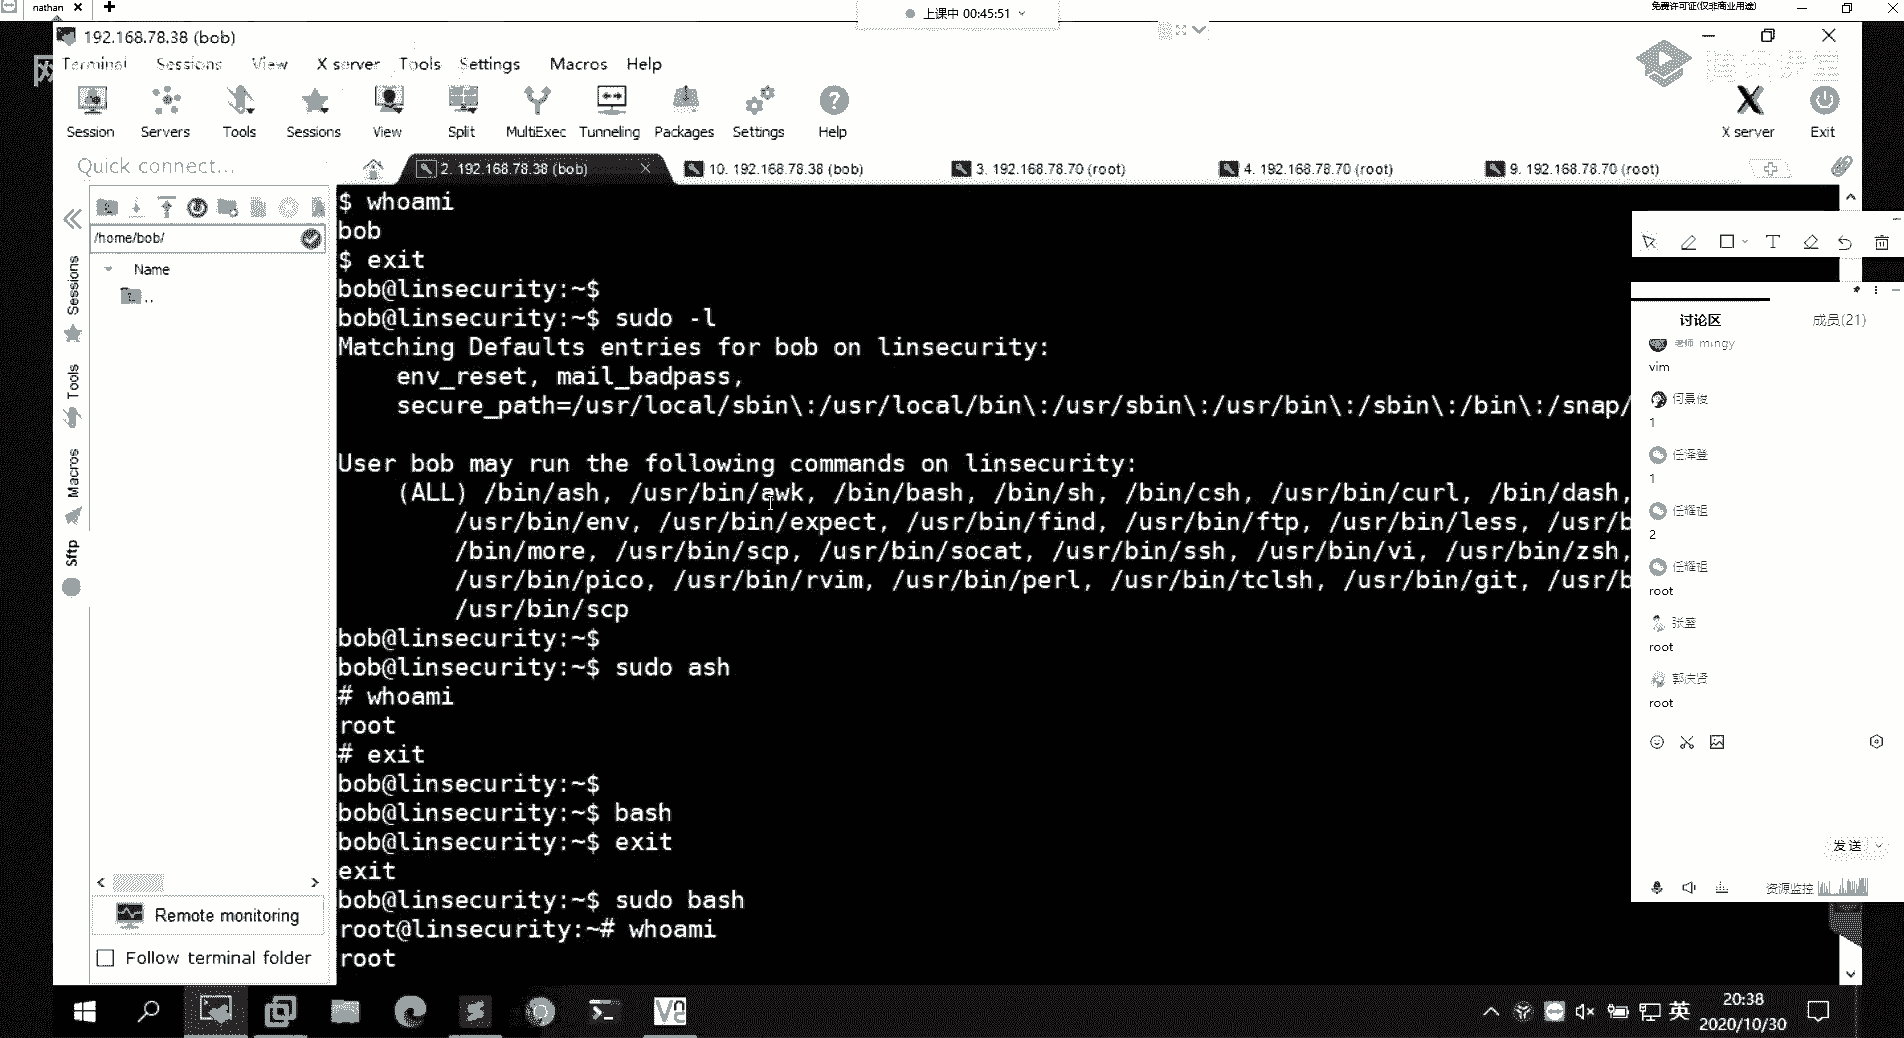 nathan
上课中 00:45:51
免费许可证(仅非商业用途)
192.168.78.38 (bob)
Terminal Sessions View X server Tools Settings Macros Help
Session Servers Tools Sessions View Split MultiExec Tunneling Packages Settings Help X server Exit
Quick connect...
2. 192.168.78.38 (bob) 10. 192.168.78.38 (bob) 3. 192.168.78.70 (root) 4. 192.168.78.70 (root) 9. 192.168.78.70 (root)
/home/bob/
Name
..
Sessions
Tools
Macros
Sftp
Remote monitoring
Follow terminal folder
$ whoami
bob
$ exit
bob@linsecurity:~$
bob@linsecurity:~$ sudo -l
Matching Defaults entries for bob on linsecurity:
env_reset, mail_badpass,
secure_path=/usr/local/sbin\:/usr/local/bin\:/usr/sbin\:/usr/bin\:/sbin\:/bin\:/snap/
User bob may run the following commands on linsecurity:
(ALL) /bin/ash, /usr/bin/awk, /bin/bash, /bin/sh, /bin/csh, /usr/bin/curl, /bin/dash,
/usr/bin/env, /usr/bin/expect, /usr/bin/find, /usr/bin/ftp, /usr/bin/less, /usr/b
/bin/more, /usr/bin/scp, /usr/bin/socat, /usr/bin/ssh, /usr/bin/vi, /usr/bin/zsh,
/usr/bin/pico, /usr/bin/rvim, /usr/bin/perl, /usr/bin/tclsh, /usr/bin/git, /usr/b
/usr/bin/scp
bob@linsecurity:~$
bob@linsecurity:~$ sudo ash
# whoami
root
# exit
bob@linsecurity:~$
bob@linsecurity:~$ bash
bob@linsecurity:~$ exit
exit
bob@linsecurity:~$ sudo bash
root@linsecurity:~# whoami
root
讨论区 成员(21)
老师 mingy
vim
何景俊
1
任泽登
1
2
root
root
root
发送
资源监控
英
20:38
2020/10/30